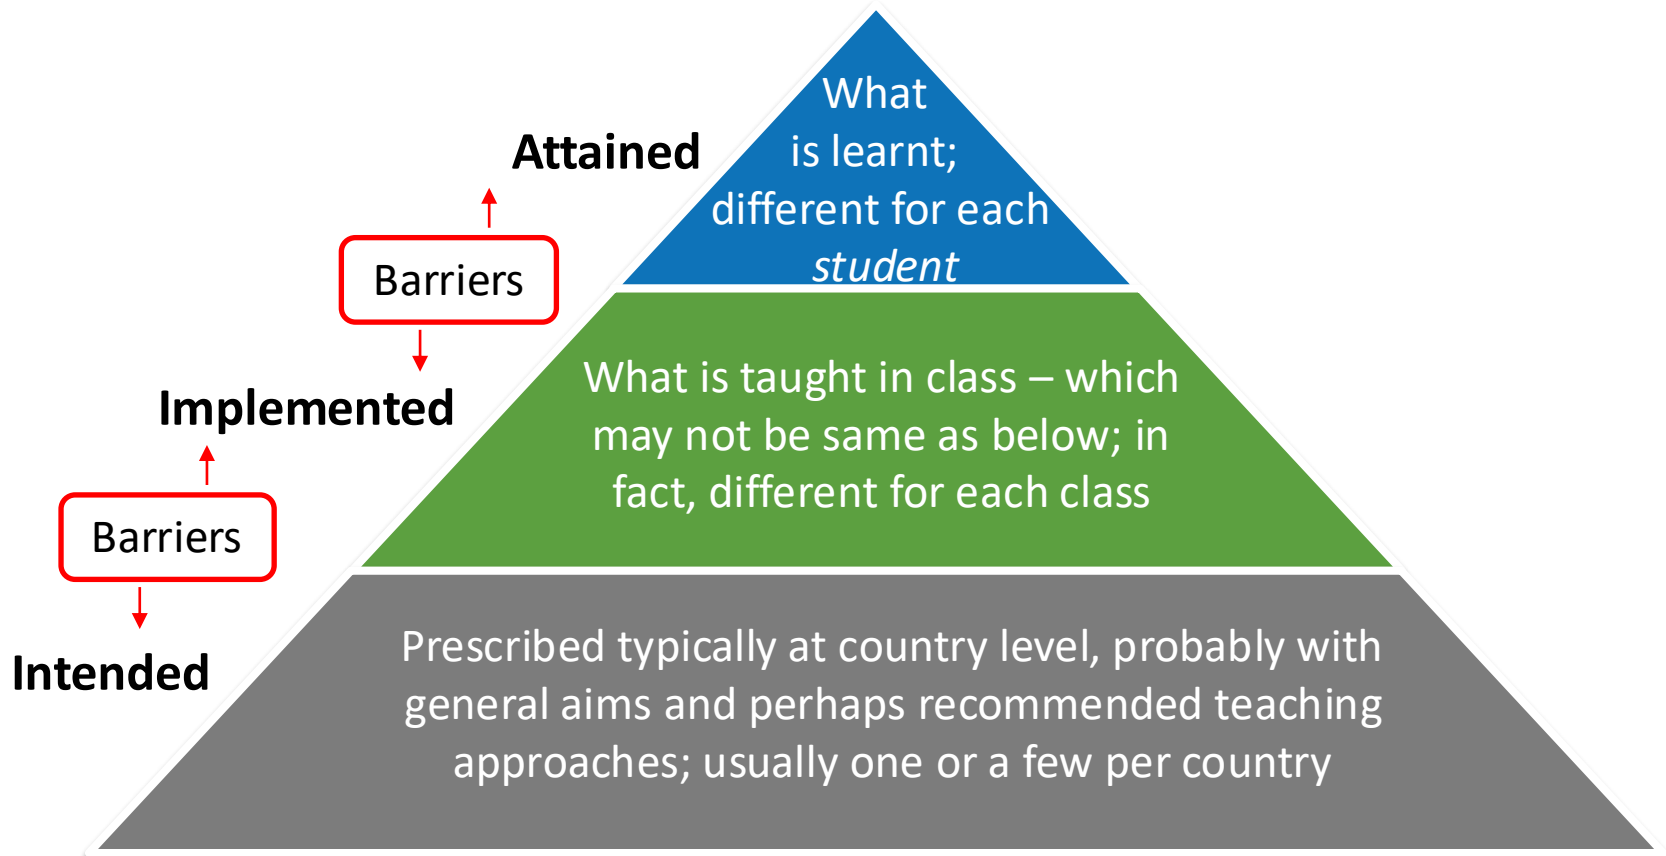 What
is learnt;
different for each
student
Attained
Barriers
What is taught in class – which
may not be same as below; in
fact, different for each class
Implemented
Barriers
Prescribed typically at country level, probably with
general aims and perhaps recommended teaching
approaches; usually one or a few per country
Intended